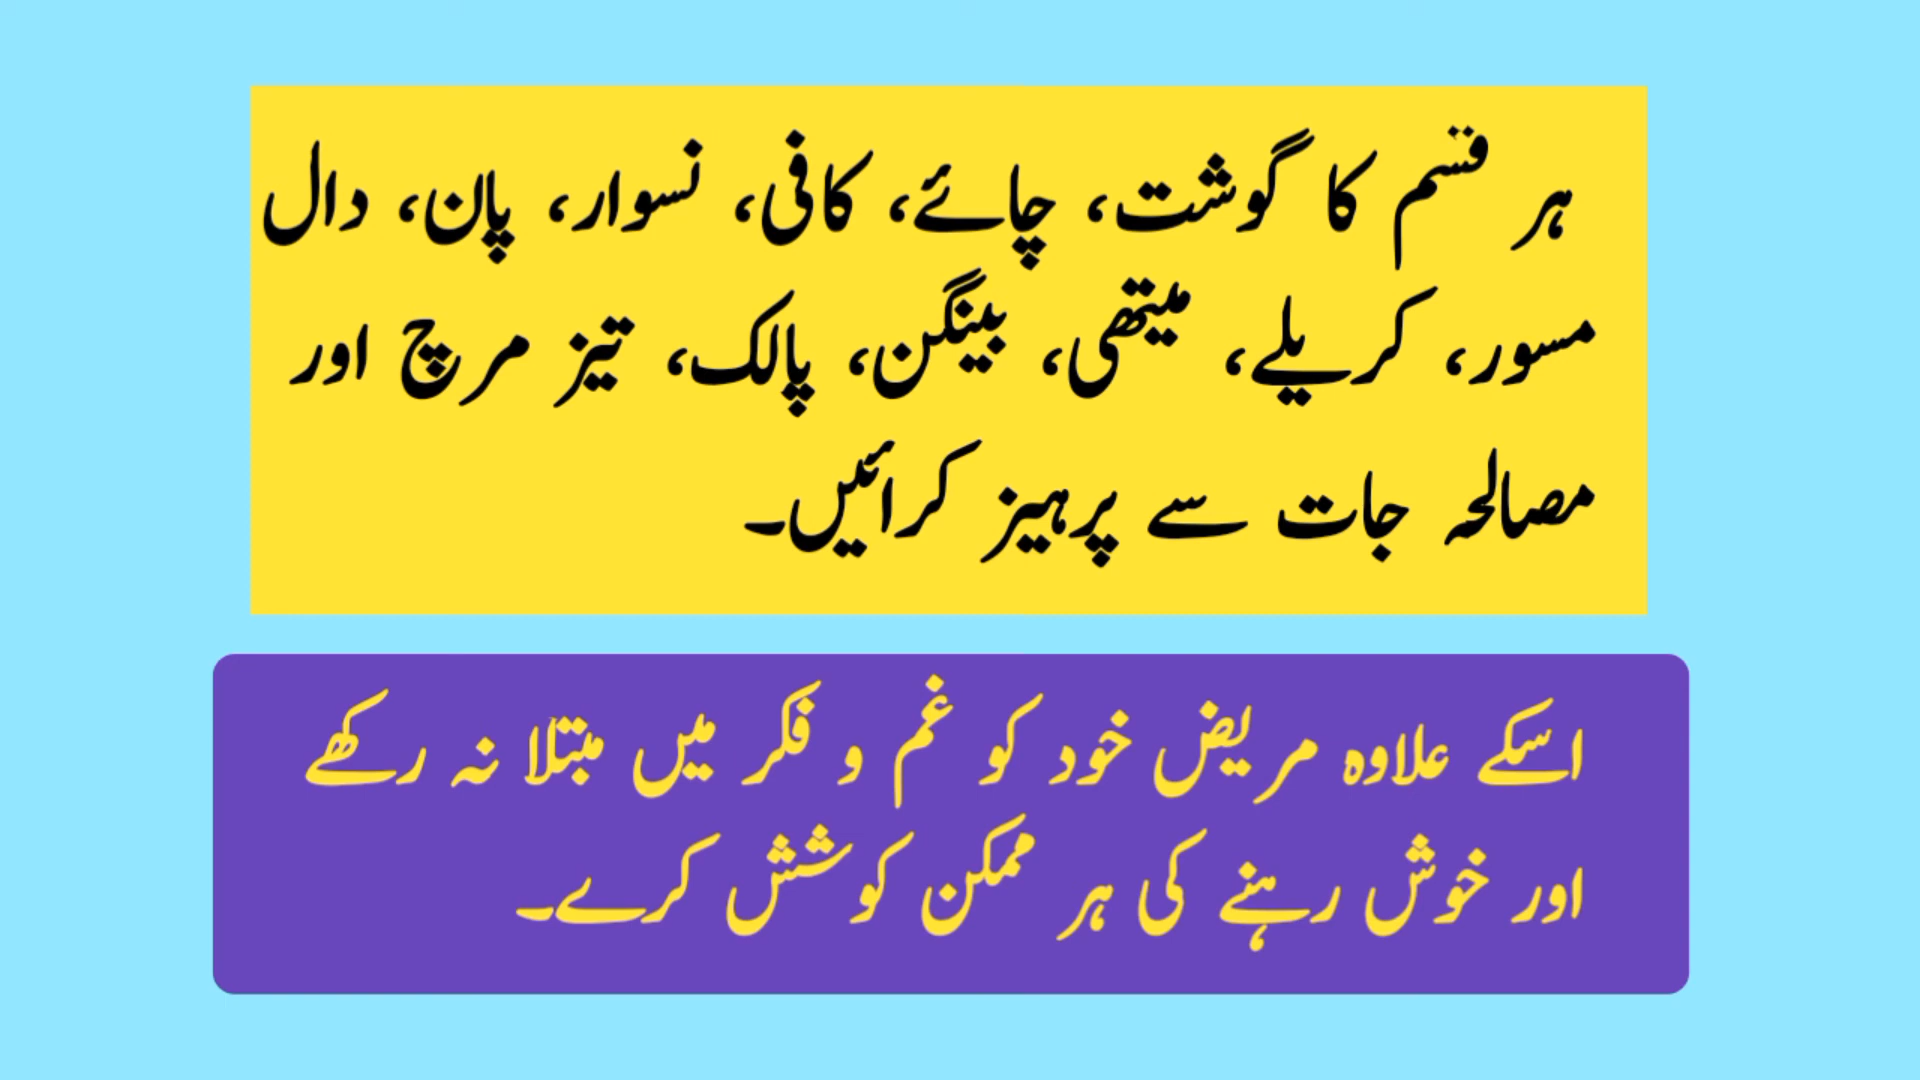 ہر قسم کا گوشت، چائے، کافی، نسوار، پان، دال
مسور، کریلے، میتھی، بینگن، پالک، تیز مرچ اور
مصالحہ جات سے پرہیز کرائیں۔
اسکے علاوہ مریض خود کو غم و فکر میں مبتلا نہ رکھے
اور خوش رہنے کی ہر ممکن کوشش کرے۔